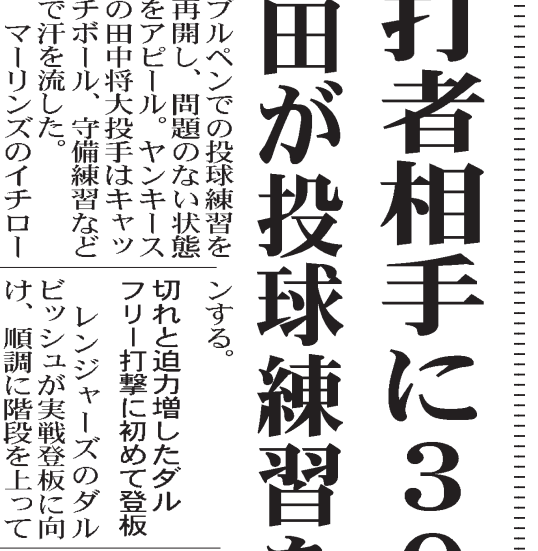 打者相手に3
田が投球練習
ブルペンでの投球練習を
再開し、問題のない状態
をアピール。ヤンキース
の田中将大投手はキャッ
チボール、守備練習など
で汗を流した。
マーリンズのイチロー
ンする。
切れと迫力増したダル
フリー打撃に初めて登板
レンジャーズのダル
ビッシュが実戦登板に向
け、順調に階段を上って